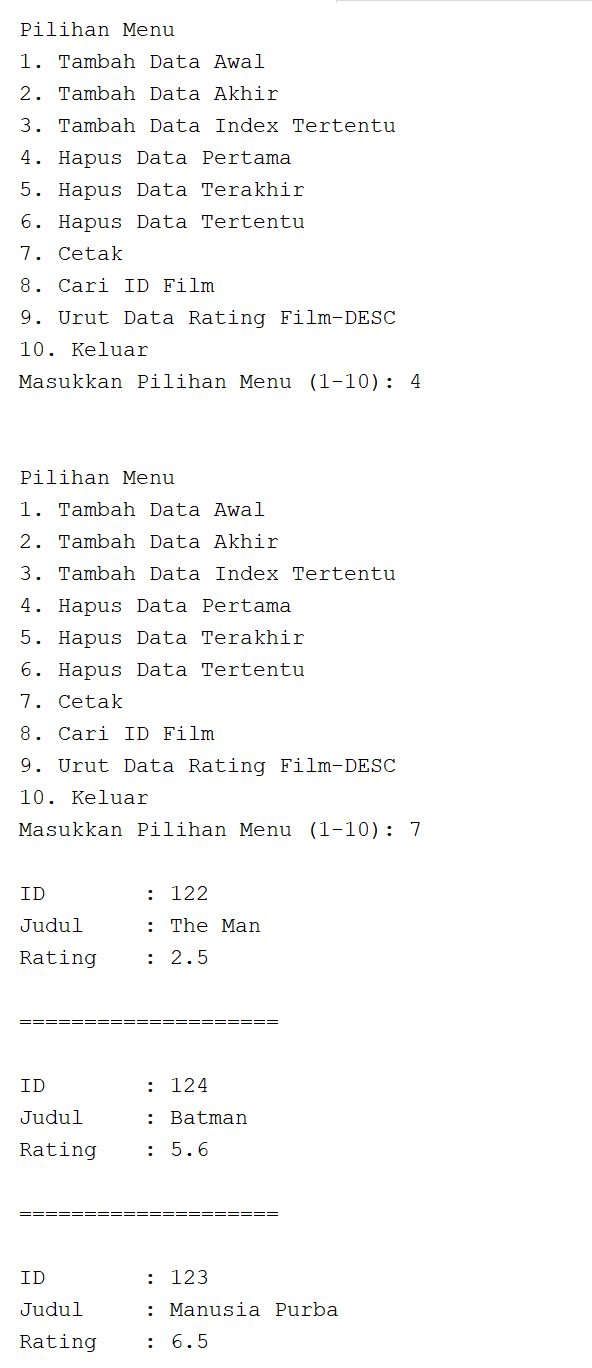 Pilihan Menu
1. Tambah Data Awal
2. Tambah Data Akhir
3. Tambah Data Index Tertentu
4. Hapus Data Pertama
5. Hapus Data Terakhir
6. Hapus Data Tertentu
7. Cetak
8. Cari ID Film
9. Urut Data Rating Film-DESC
10. Keluar
Masukkan Pilihan Menu (1-10): 4
Pilihan Menu
1. Tambah Data Awal
2. Tambah Data Akhir
3. Tambah Data Index Tertentu
4. Hapus Data Pertama
5. Hapus Data Terakhir
6. Hapus Data Tertentu
7. Cetak
8. Cari ID Film
9. Urut Data Rating Film-DESC
10. Keluar
Masukkan Pilihan Menu (1-10): 7
ID : 122
Judul : The Man
Rating : 2.5
====================
ID : 124
Judul : Batman
Rating : 5.6
====================
ID : 123
Judul : Manusia Purba
Rating : 6.5